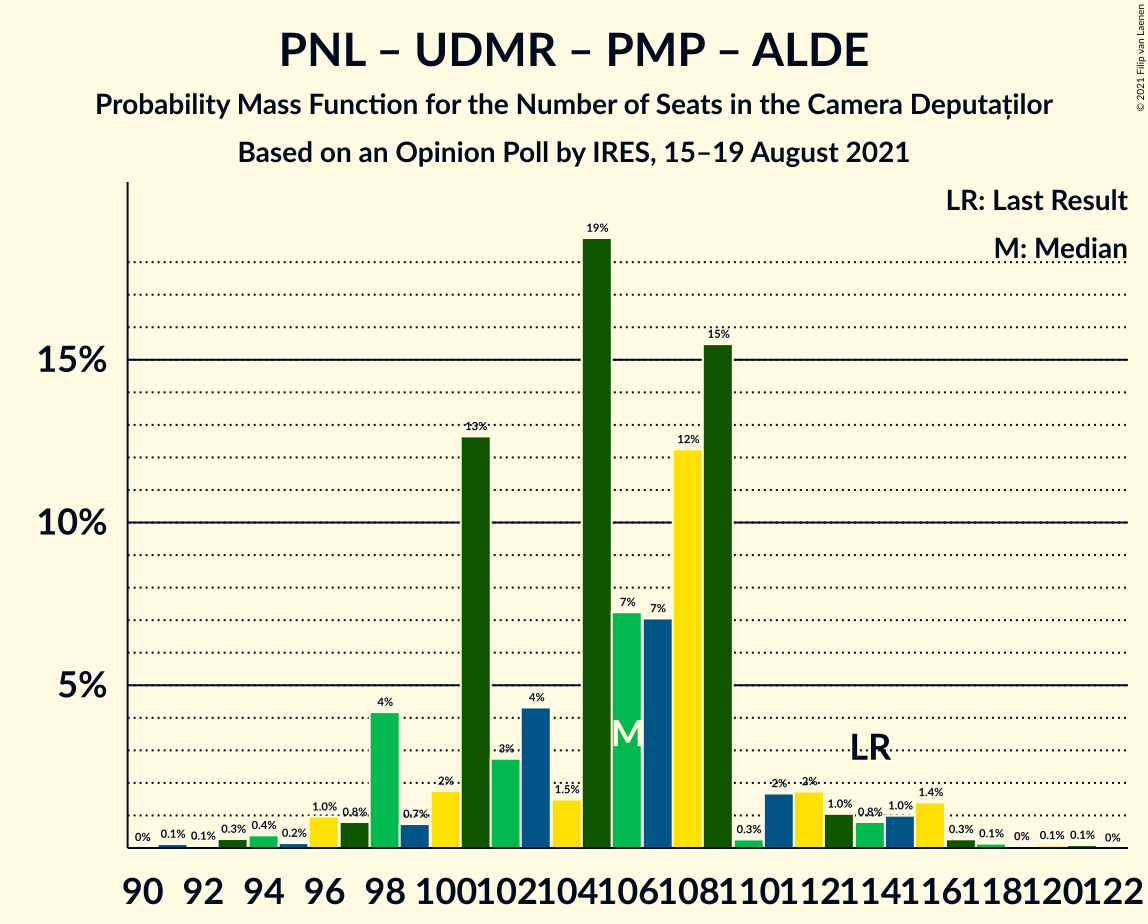 PNL – UDMR – PMP – ALDE
Probability Mass Function for the Number of Seats in the Camera Deputaților
Based on an Opinion Poll by IRES, 15–19 August 2021
© 2021 Filip van Laenen
LR: Last Result
M: Median
15%
10%
5%
0% 0.1% 0.1% 0.3% 0.4% 0.2% 1.0% 0.8% 4% 0.7% 2% 13% 3% 4% 1.5% 19% 7% 7% 12% 15% 0.3% 2% 2% 1.0% 0.8% 1.0% 1.4% 0.3% 0.1% 0% 0.1% 0.1% 0%
M
LR
90 92 94 96 98 100 102 104 106 108 110 112 114 116 118 120 122